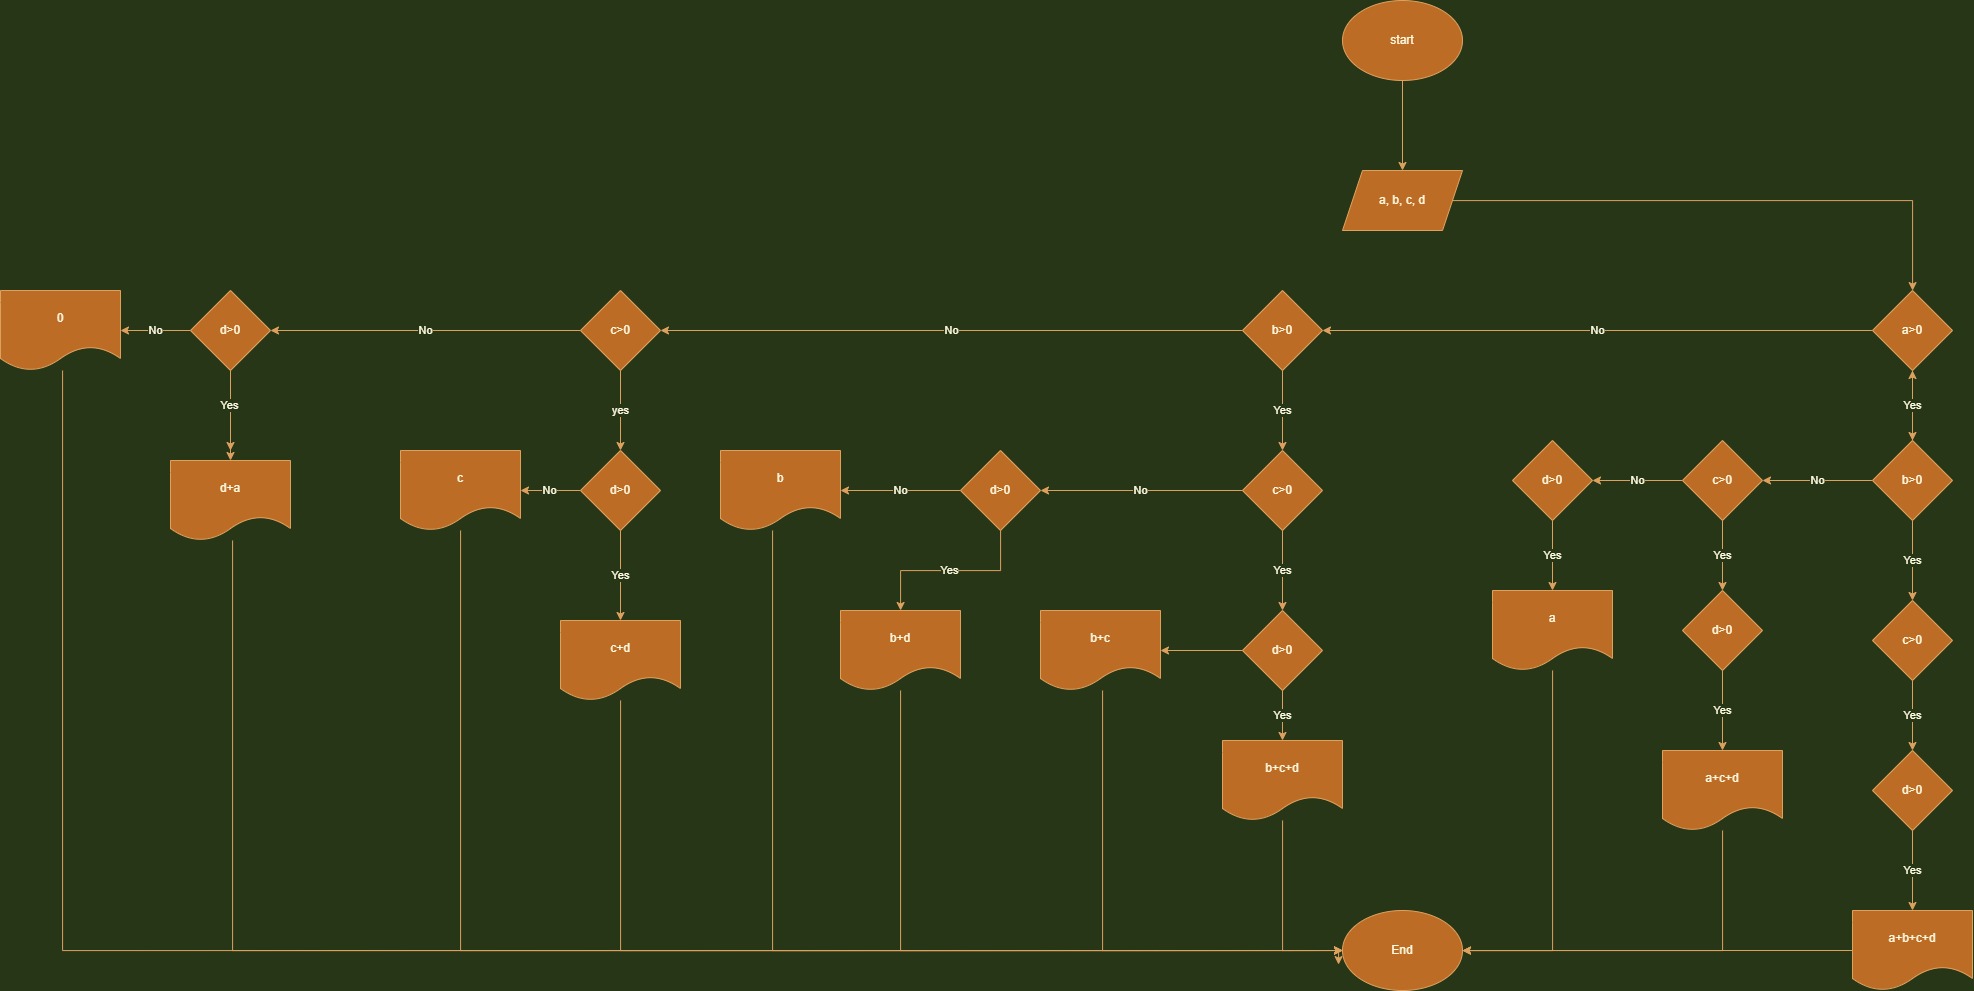 start
a, b, c, d
0
No
d>0
No
c>0
No
b>0
No
a>0
Yes
yes
Yes
Yes
d+a
c
No
d>0
b
No
d>0
No
c>0
d>0
No
c>0
No
b>0
Yes
Yes
Yes
Yes
Yes
Yes
c+d
b+d
b+c
d>0
a
d>0
c>0
Yes
Yes
Yes
b+c+d
a+c+d
d>0
Yes
End
a+b+c+d